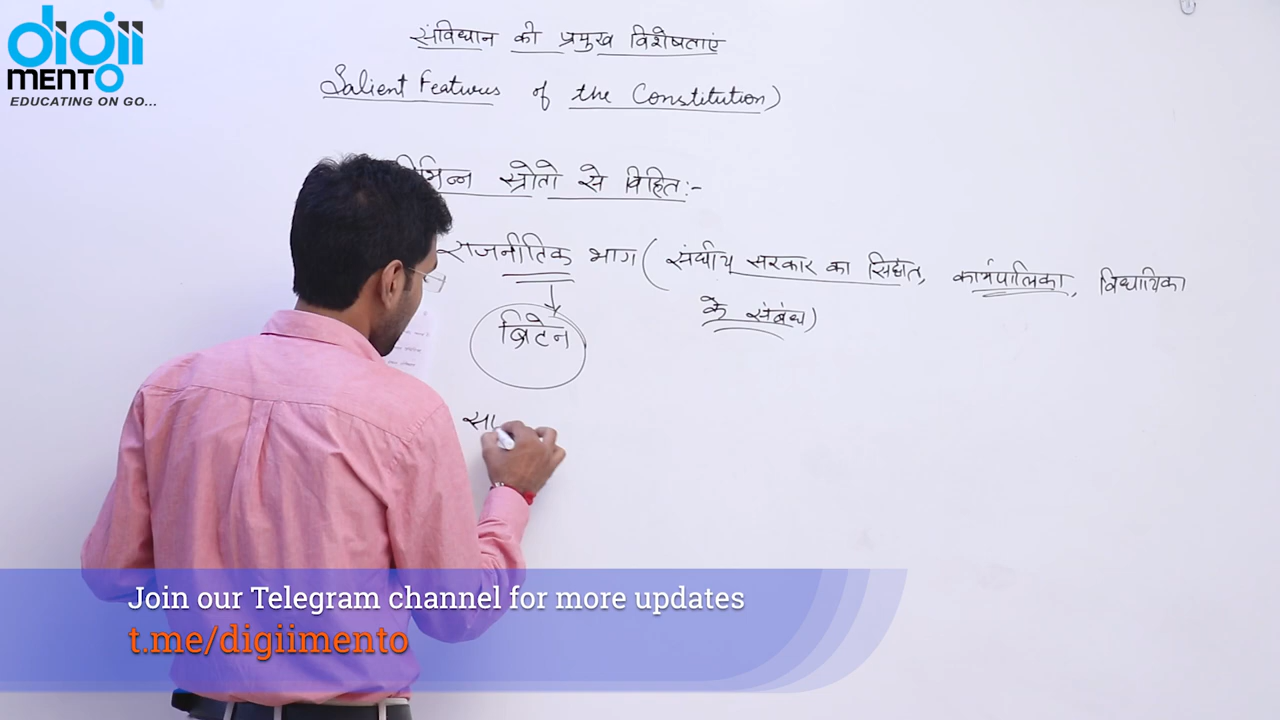 digii
MENTO
EDUCATING ON GO...
संविधान की प्रमुख विशेषताएं
Salient Features of the Constitution)
स्त्रोतो से विहित:-
राजनीतिक भाग ( संघीय सरकार का सिद्धांत, कार्यपालिका, विधायिका
के संबंध)
ब्रिटेन
सा
Join our Telegram channel for more updates
t.me/digiimento